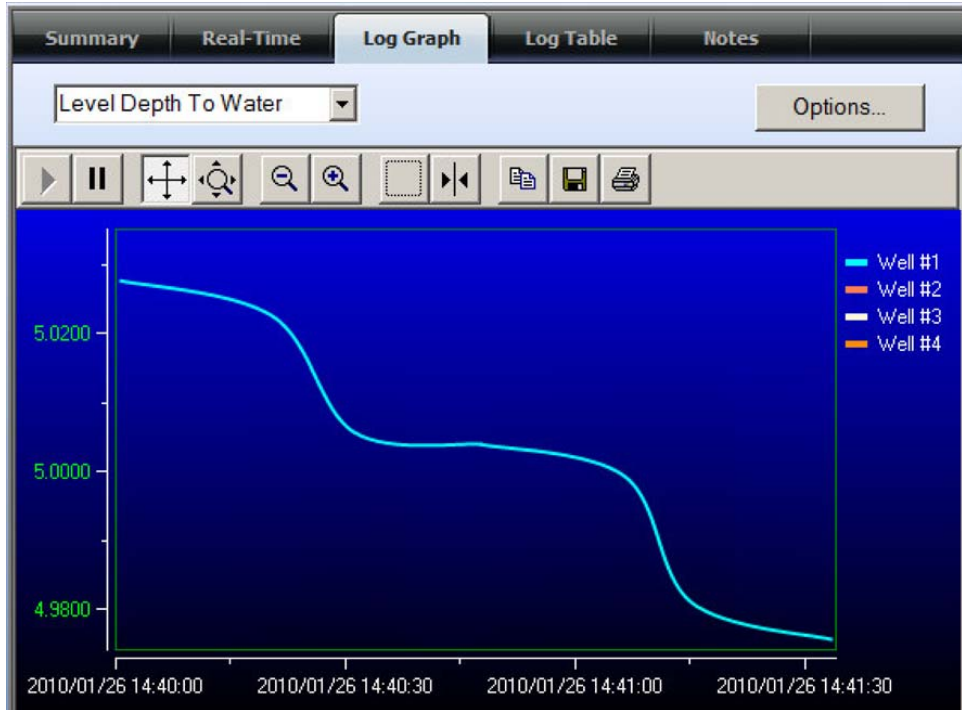 Summary Real-Time Log Graph Log Table Notes
Level Depth To Water Options...
Well #1
Well #2
Well #3
Well #4
5.0200
5.0000
4.9800
2010/01/26 14:40:00 2010/01/26 14:40:30 2010/01/26 14:41:00 2010/01/26 14:41:30